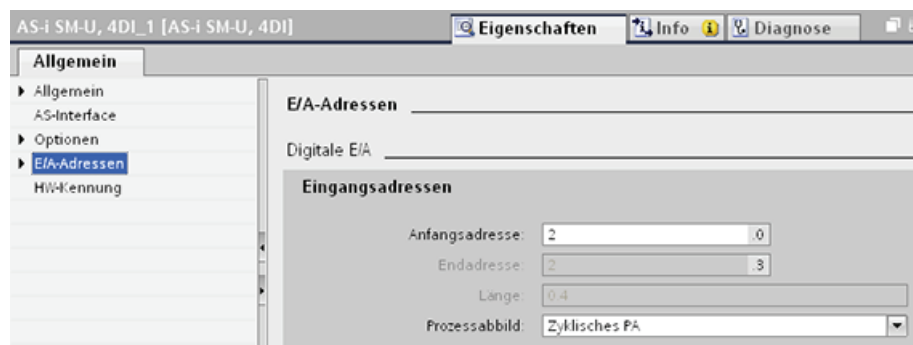 AS-i SM-U, 4DI_1 [AS-i SM-U, 4DI]
Eigenschaften
Info
Diagnose
Allgemein
Allgemein
AS-Interface
Optionen
E/A-Adressen
HW-Kennung
E/A-Adressen
Digitale E/A
Eingangsadressen
Anfangsadresse: 2 .0
Endadresse: 2 .3
Länge: 0.4
Prozessabbild: Zyklisches PA